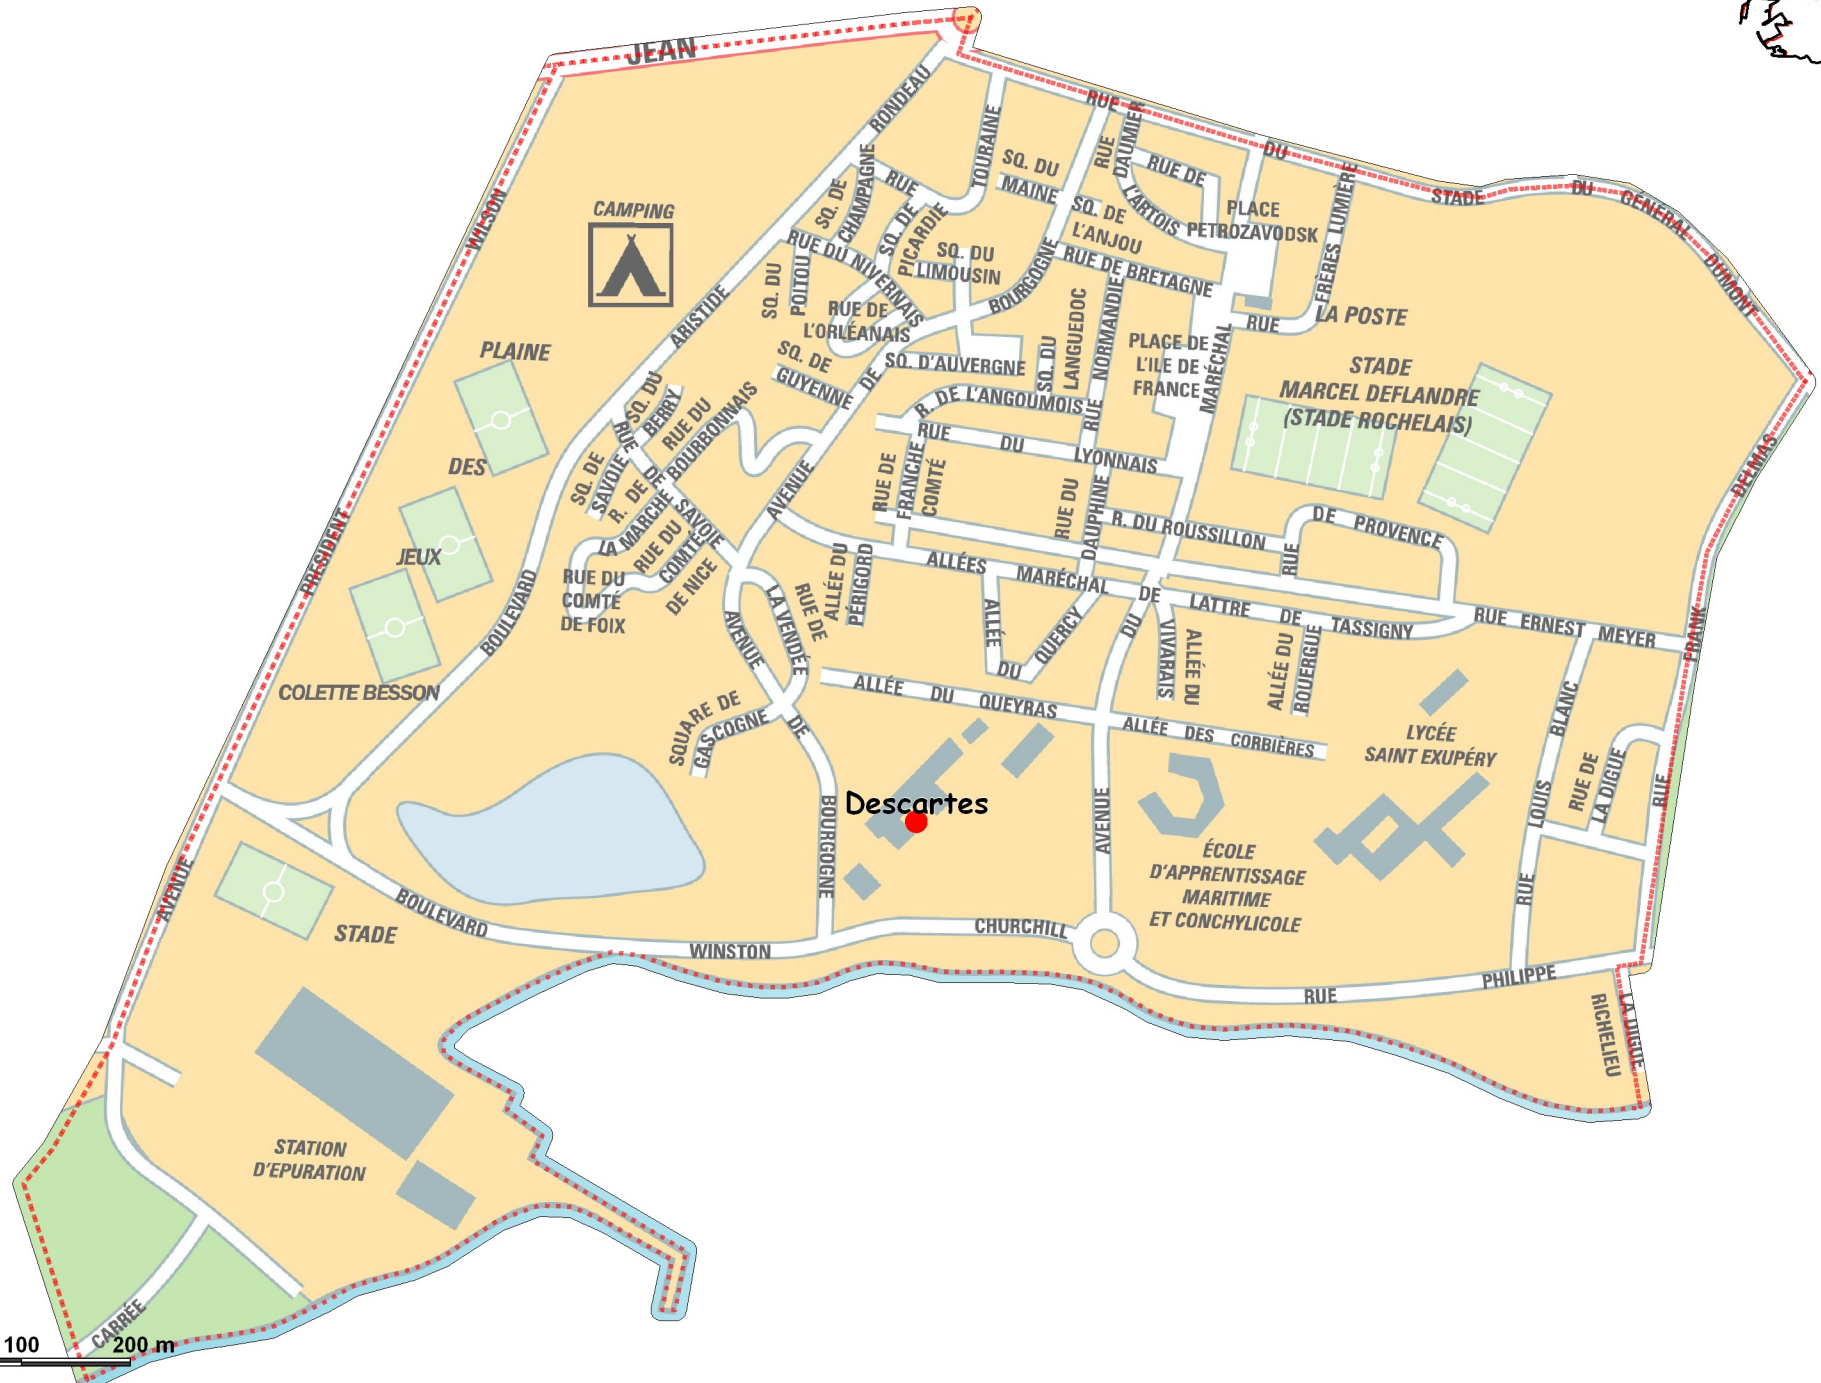 JEAN
RONDEAU
RUE
DU
STADE
DU
GÉNÉRAL
DUMONT
WILSON
CAMPING
SQ. DE
CHAMPAGNE
RUE
TOURAINE
SQ. DU
MAINE
RUE
DAUMIER
RUE DE
L'ARTOIS
PLACE
PETROZAVODSK
FRÈRES LUMIÈRE
SQ. DE
PICARDIE
SQ. DE
L'ANJOU
RUE DU NIVERNAIS
SQ. DU
LIMOUSIN
BOURGOGNE
RUE DE BRETAGNE
SQ. DU
POITOU
RUE DE
L'ORLÉANAIS
ARISTIDE
RUE
LA POSTE
PLAINE
SQ. DE
GUYENNE
DE
SQ. D'AUVERGNE
SQ. DU
LANGUEDOC
RUE NORMANDIE
PLACE DE
L'ILE DE
FRANCE
MARÉCHAL
STADE
MARCEL DEFLANDRE
(STADE ROCHELAIS)
SQ. DU
BERRY
RUE DU
BOURBONNAIS
R. DE L'ANGOUMOIS
RUE DU LYONNAIS
DES
SQ. DE
SAVOIE
RUE
DE
SAVOIE
R. DE
LA MARCHE
AVENUE
RUE DE
FRANCHE
COMTÉ
RUE DU
DAUPHINE
R. DU ROUSSILLON
RUE
DE PROVENCE
DELMAS
PRESIDENT
JEUX
RUE DU
COMTÉ
DE NICE
RUE DU
COMTÉ
DE FOIX
BOULEVARD
ALLÉE DU
PÉRIGORD
ALLÉES MARÉCHAL DE LATTRE DE TASSIGNY
RUE ERNEST MEYER
FRANK
AVENUE
RUE DE
LA VENDÉE
ALLÉE
DU
QUERCY
DU
ALLÉE DU
VIVARAIS
ALLÉE DU
ROUERGUE
COLETTE BESSON
ALLÉE DU QUEYRAS
SQUARE DE
GASCOGNE
DE
ALLÉE DES CORBIÈRES
LYCÉE
SAINT EXUPÉRY
RUE LOUIS BLANC
RUE DE
LA DIGUE
RUE
Descartes
BOURGOGNE
AVENUE
ÉCOLE
D'APPRENTISSAGE
MARITIME
ET CONCHYLICOLE
AVENUE
STADE
BOULEVARD
WINSTON
CHURCHILL
RUE
PHILIPPE
RICHELIEU
LA DIGUE
STATION
D'EPURATION
CARRÉE
100 200 m